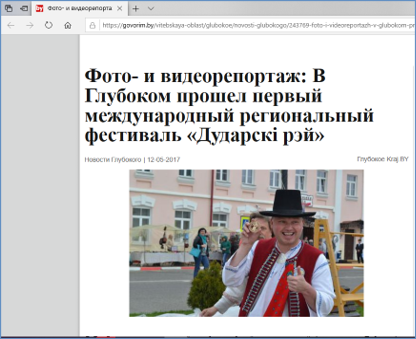 Фото- и видеорепорта
https://govorim.by/vitebskaya-oblast/glubokoe/novosti-glubokogo/243769-foto-i-videoreportazh-v-glubokom-pr
Фото- и видеорепортаж: В
Глубоком прошел первый
международный региональный
фестиваль «Дударскі рэй»
Новости Глубокого | 12-05-2017
Глубокое Kraj BY